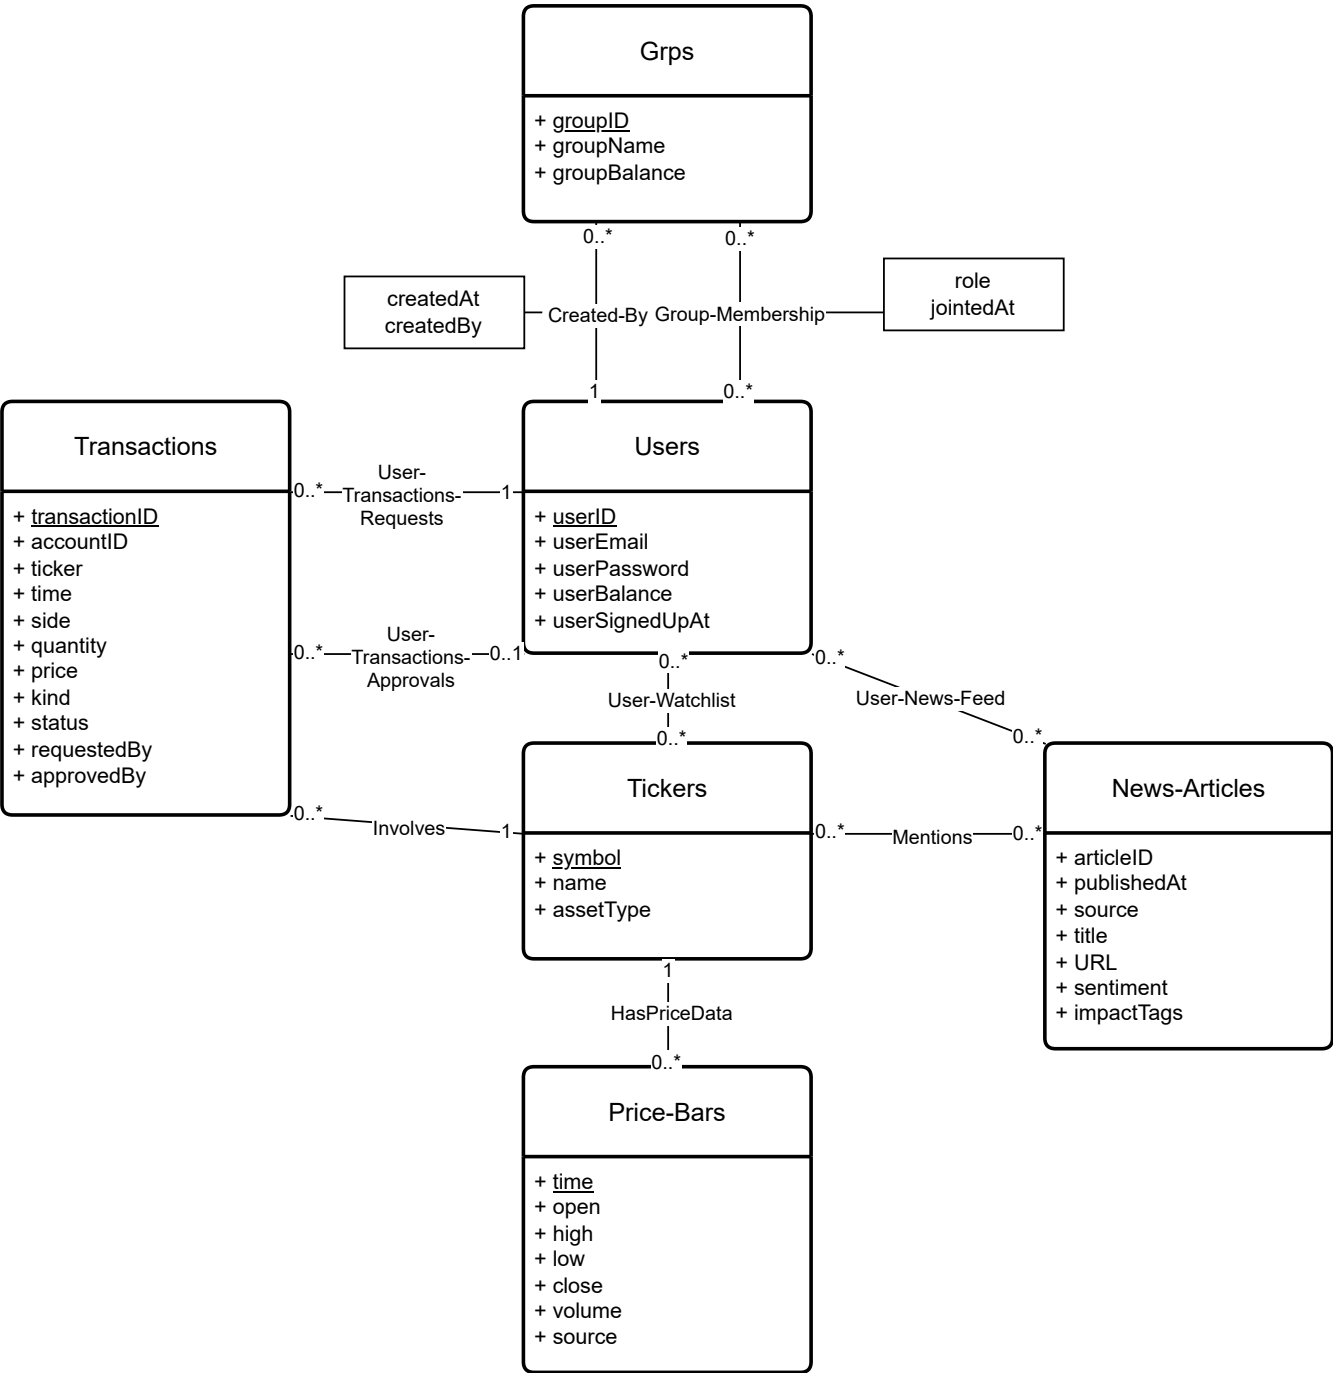 Grps
+ groupID
+ groupName
+ groupBalance
0..*
0..*
createdAt
createdBy
Created-By
Group-Membership
role
jointedAt
1
0..*
Transactions
+ transactionID
+ accountID
+ ticker
+ time
+ side
+ quantity
+ price
+ kind
+ status
+ requestedBy
+ approvedBy
0..*
User-
Transactions-
Requests
1
0..*
User-
Transactions-
Approvals
0..1
Users
+ userID
+ userEmail
+ userPassword
+ userBalance
+ userSignedUpAt
0..*
User-Watchlist
0..*
0..*
User-News-Feed
0..*
0..*
Involves
1
Tickers
+ symbol
+ name
+ assetType
0..*
Mentions
0..*
News-Articles
+ articleID
+ publishedAt
+ source
+ title
+ URL
+ sentiment
+ impactTags
1
HasPriceData
0..*
Price-Bars
+ time
+ open
+ high
+ low
+ close
+ volume
+ source